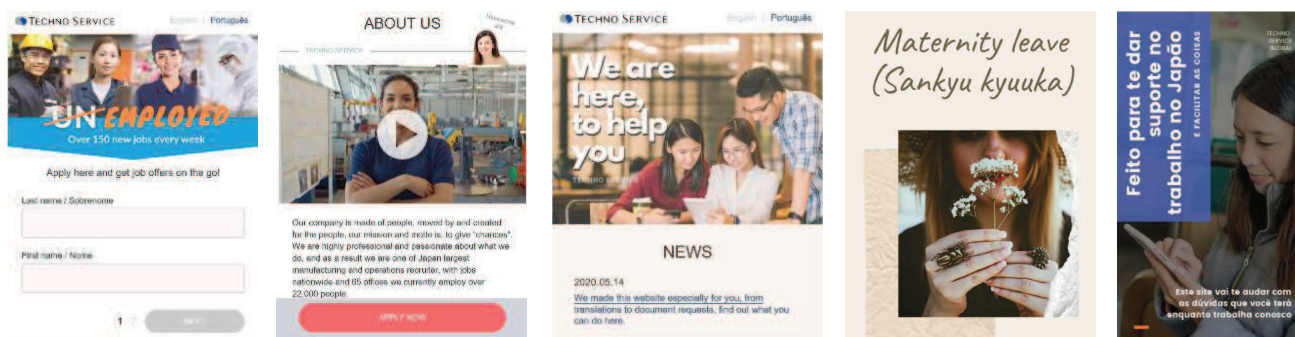 TECHNO SERVICE
English | Português
UN EMPLOYED
Over 150 new jobs every week
Apply here and get job offers on the go!
Last name / Sobrenome
First name / Nome
1 / 7
NEXT
ABOUT US
TECHNO SERVICE
Our company is made of people, moved by and created
for the people, our mission and motto is, to give "chances".
We are highly professional and passionate about what we
do, and as a result we are one of Japan largest
manufacturing and operations recruiter, with jobs
nationwide and 65 offices we currently employ over
22,000 people.
APPLY NOW
TECHNO SERVICE
English | Português
We are
here,
to help
you
TECHNO SERVICE
NEWS
2020.05.14
We made this website especially for you, from
translations to document requests, find out what you
can do here.
Maternity leave
(Sankyu kyuuka)
Feito para te dar
suporte no
trabalho no Japão
E FACILITAR AS COISAS
TECHNO
SERVICE
GLOBAL
Este site vai te audar com
as dúvidas que você terá
enquanto trabalha conosco